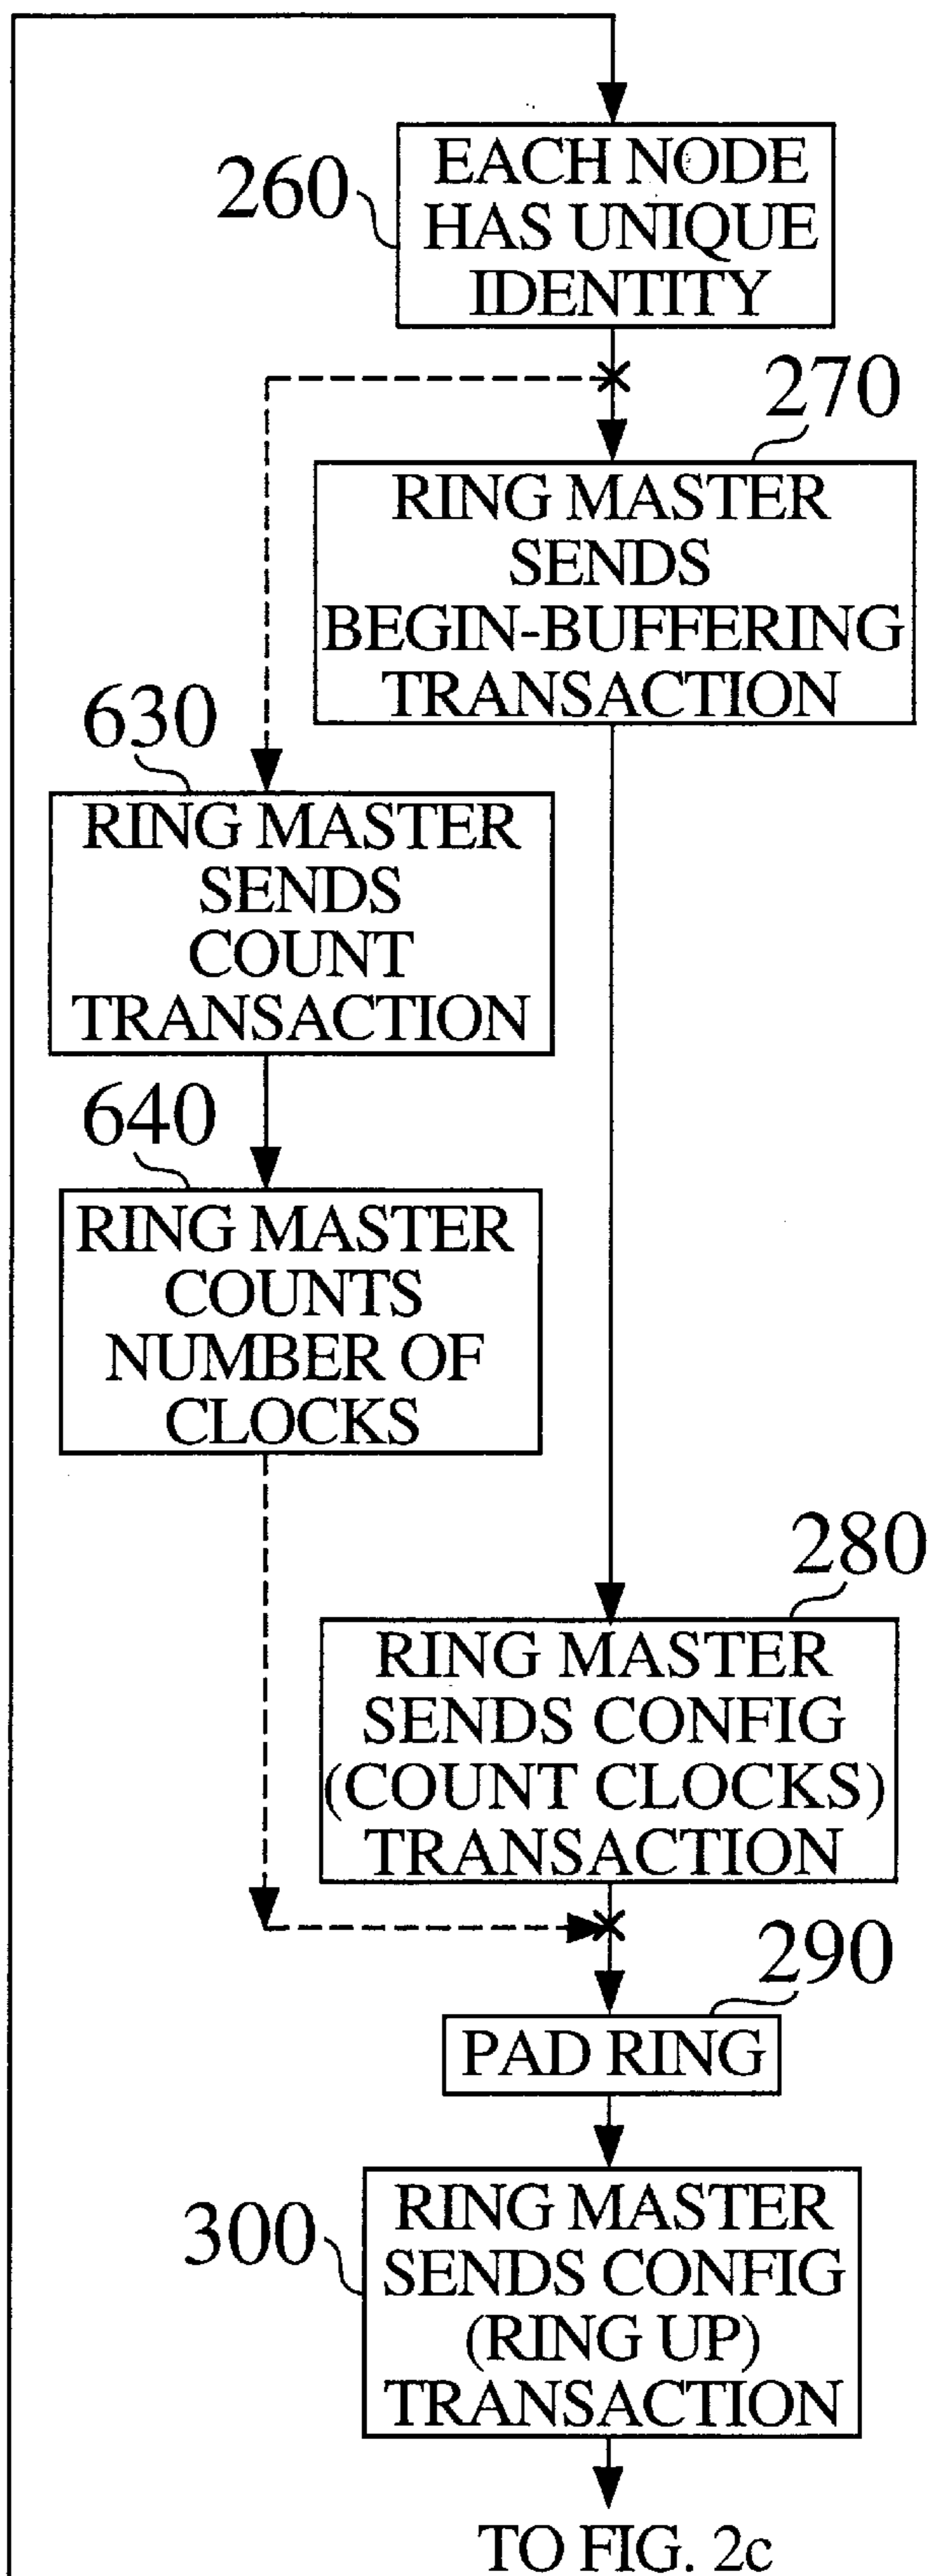 260
EACH NODE
HAS UNIQUE
IDENTITY
270
RING MASTER
SENDS
BEGIN-BUFFERING
TRANSACTION
630
RING MASTER
SENDS
COUNT
TRANSACTION
640
RING MASTER
COUNTS
NUMBER OF
CLOCKS
280
RING MASTER
SENDS CONFIG
(COUNT CLOCKS)
TRANSACTION
290
PAD RING
300
RING MASTER
SENDS CONFIG
(RING UP)
TRANSACTION
TO FIG. 2c